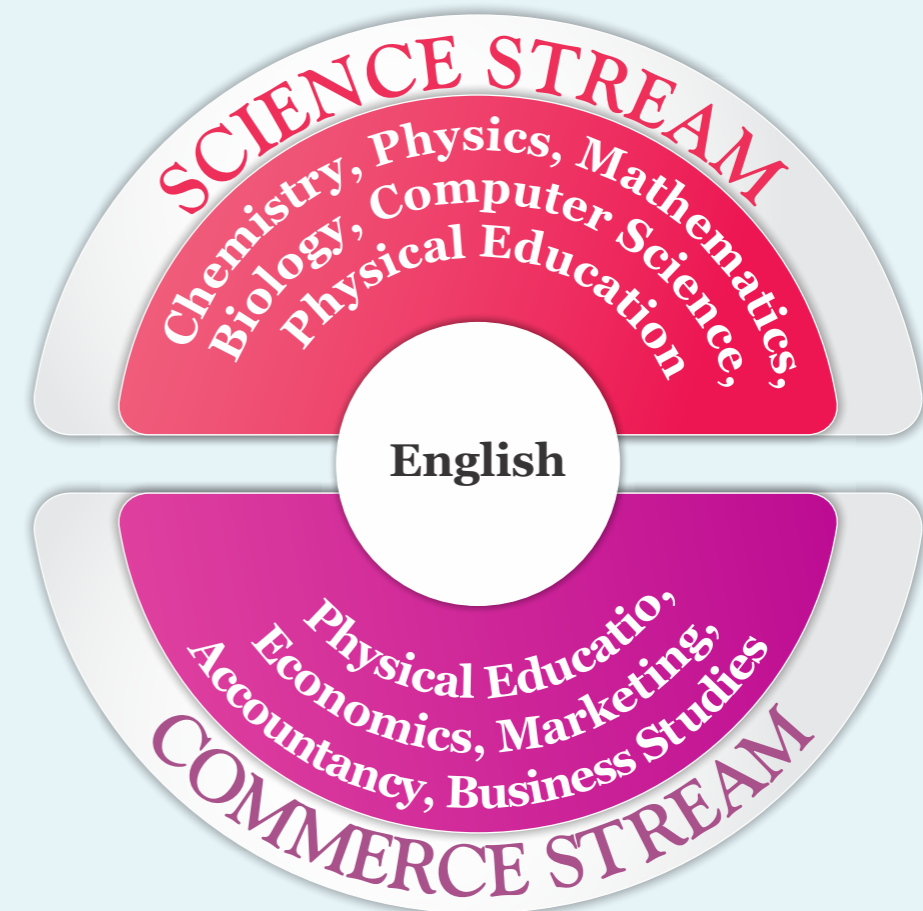 SCIENCE STREAM
Chemistry, Physics, Mathematics,
Biology, Computer Science,
Physical Education
English
Physical Educatio,
Economics, Marketing,
Accountancy, Business Studies
COMMERCE STREAM